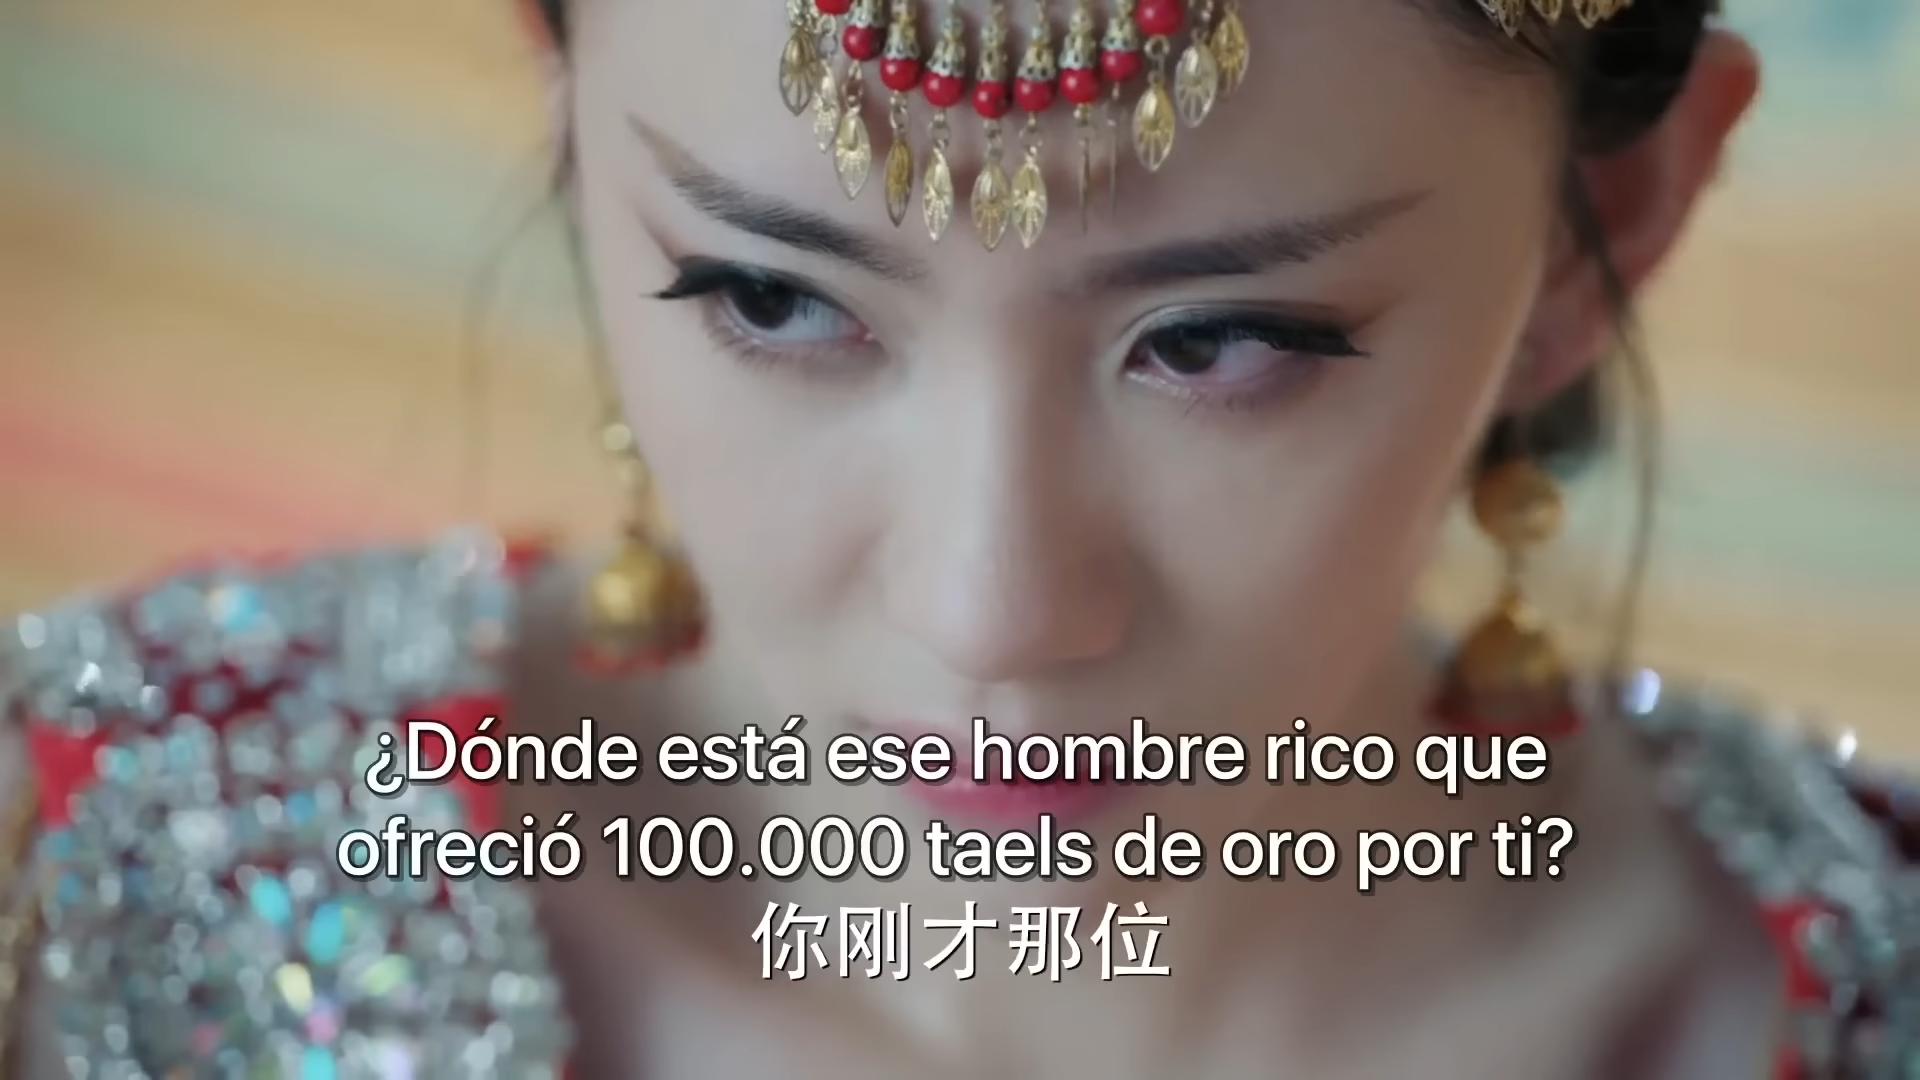 ¿Dónde está ese hombre rico que
ofreció 100.000 taels de oro por ti?
你刚才那位